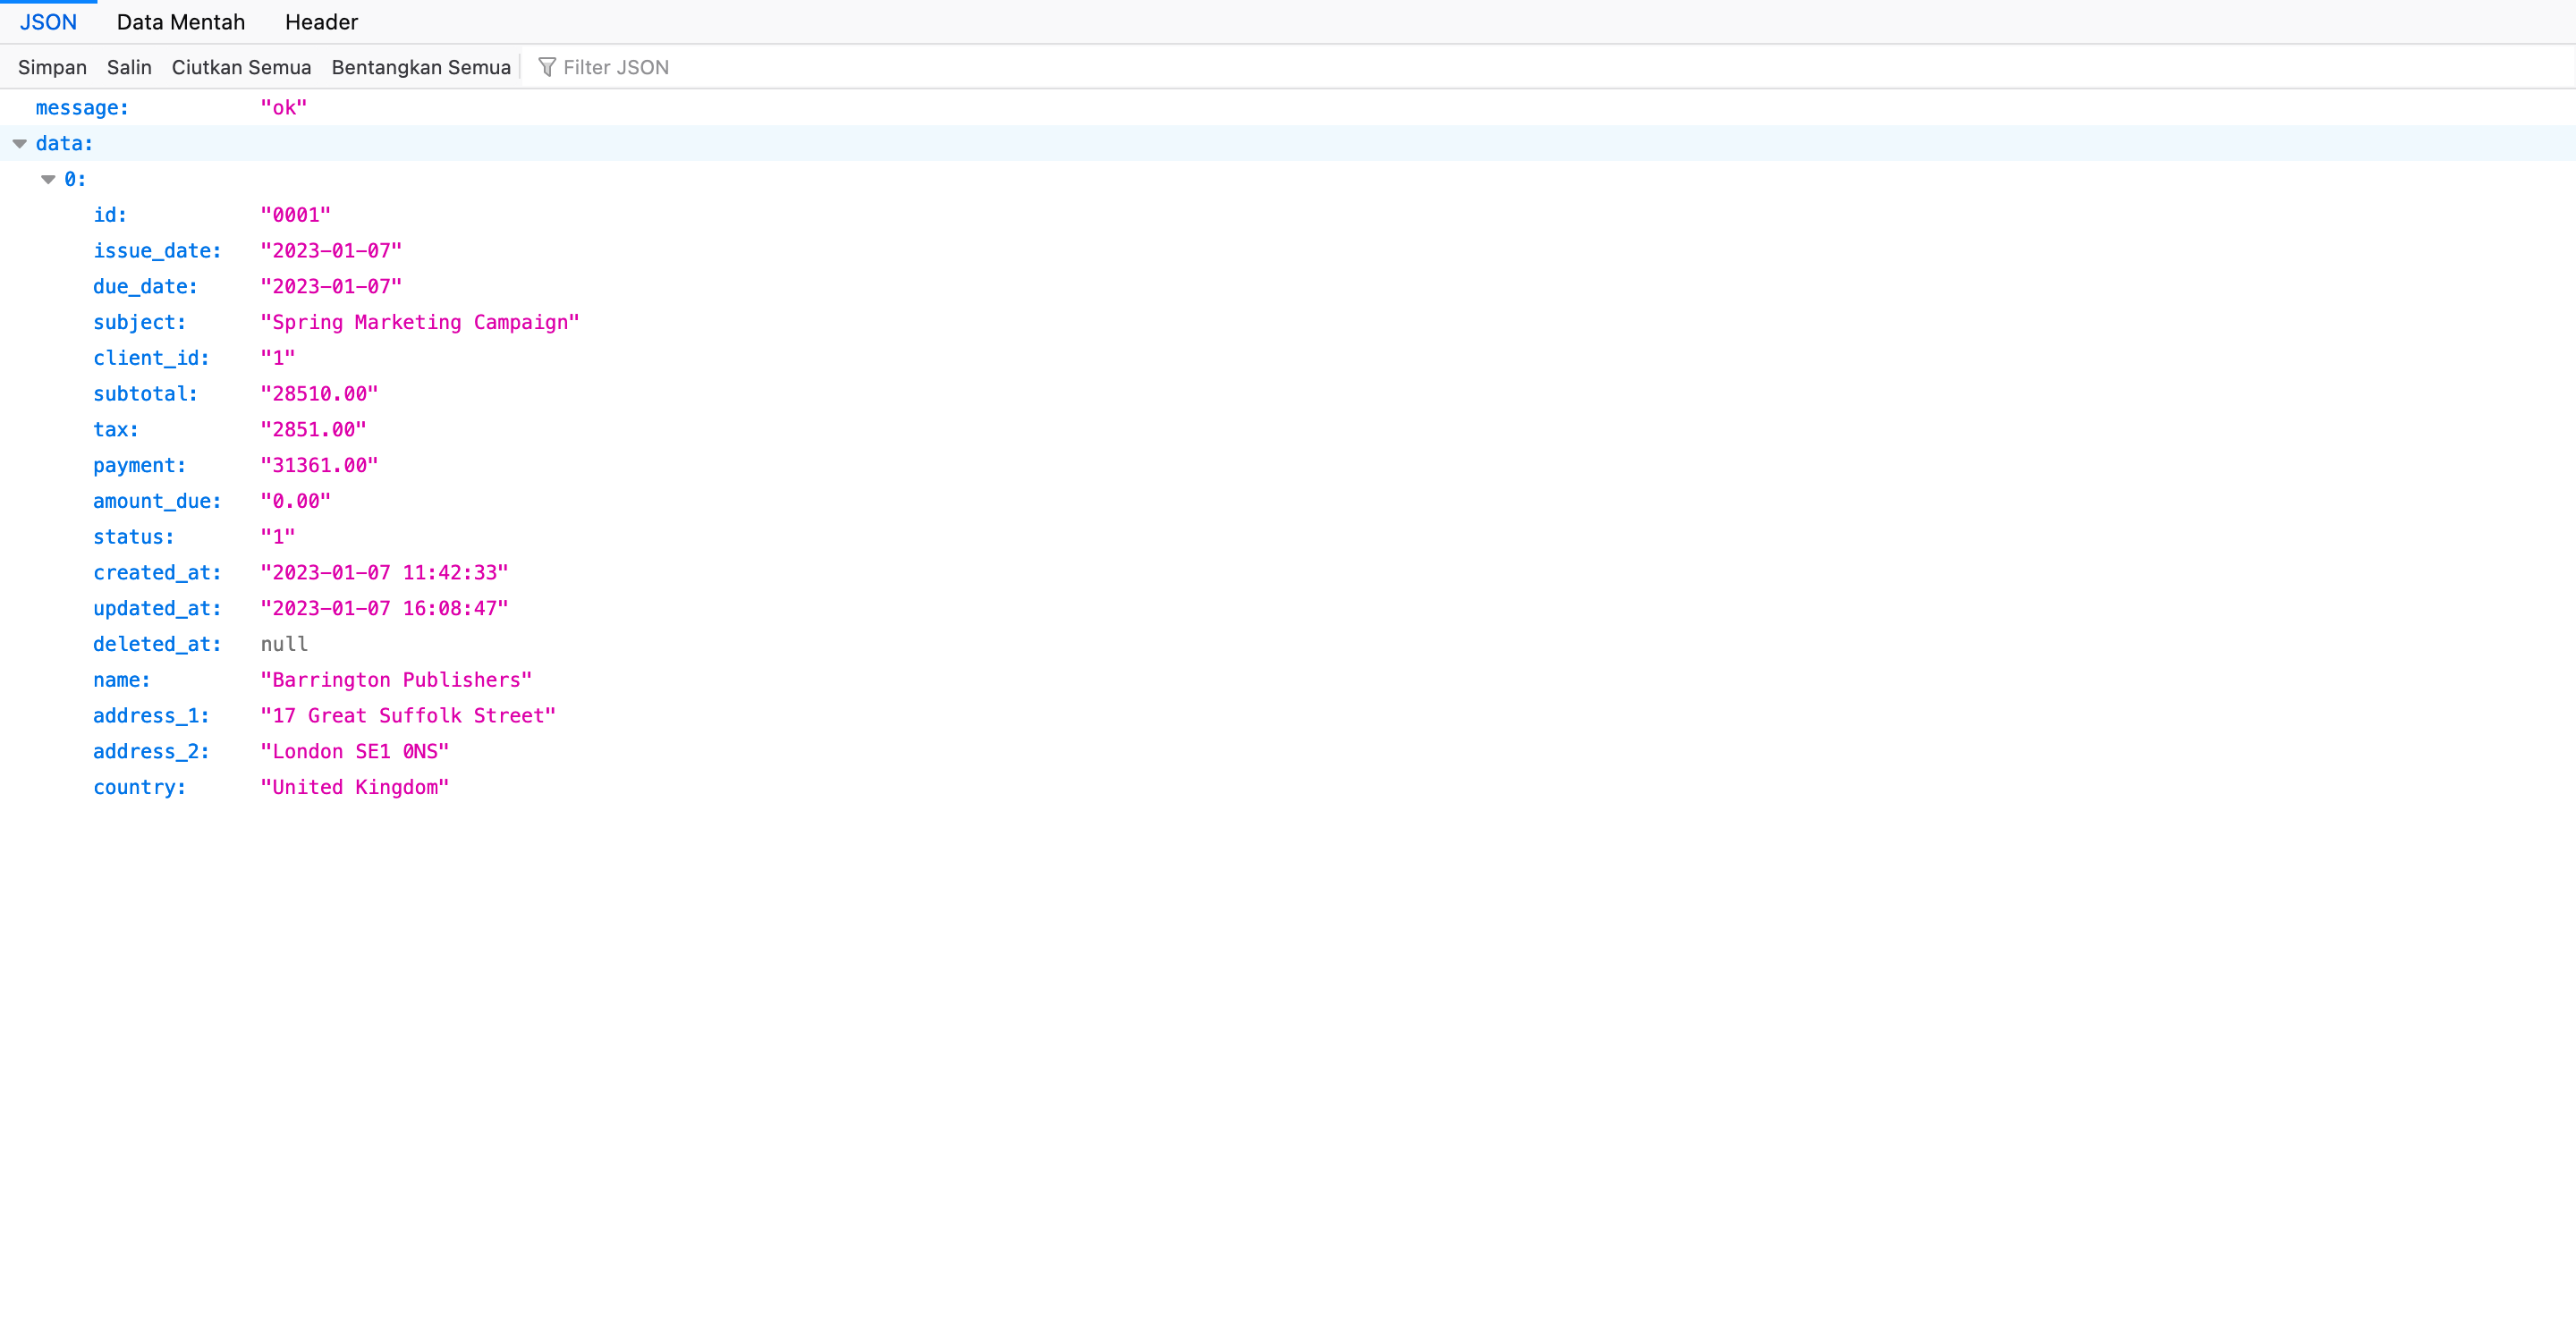 JSON Data Mentah Header
Simpan Salin Ciutkan Semua Bentangkan Semua Filter JSON
message: "ok"
data:
0:
id: "0001"
issue_date: "2023-01-07"
due_date: "2023-01-07"
subject: "Spring Marketing Campaign"
client_id: "1"
subtotal: "28510.00"
tax: "2851.00"
payment: "31361.00"
amount_due: "0.00"
status: "1"
created_at: "2023-01-07 11:42:33"
updated_at: "2023-01-07 16:08:47"
deleted_at: null
name: "Barrington Publishers"
address_1: "17 Great Suffolk Street"
address_2: "London SE1 0NS"
country: "United Kingdom"